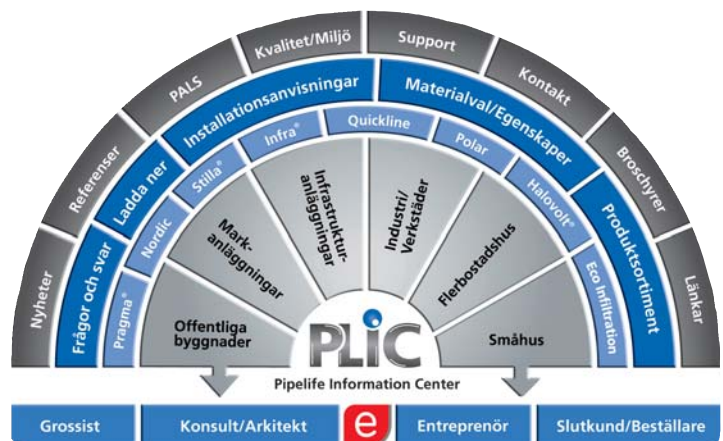 Nyheter
Referenser
PALS
Kvalitet/Miljö
Support
Kontakt
Broschyrer
Länkar
Frågor och svar
Ladda ner
Installationsanvisningar
Materialval/Egenskaper
Produktsortiment
Pragma®
Nordic
Stilla®
Infra®
Quickline
Polar
Halovolt®
Eco Infiltration
Offentliga
byggnader
Mark-
anläggningar
Infrastruktur-
anläggningar
Industri/
Verkstäder
Flerbostadshus
Småhus
PLiC
Pipelife Information Center
Grossist
Konsult/Arkitekt
e
Entreprenör
Slutkund/Beställare